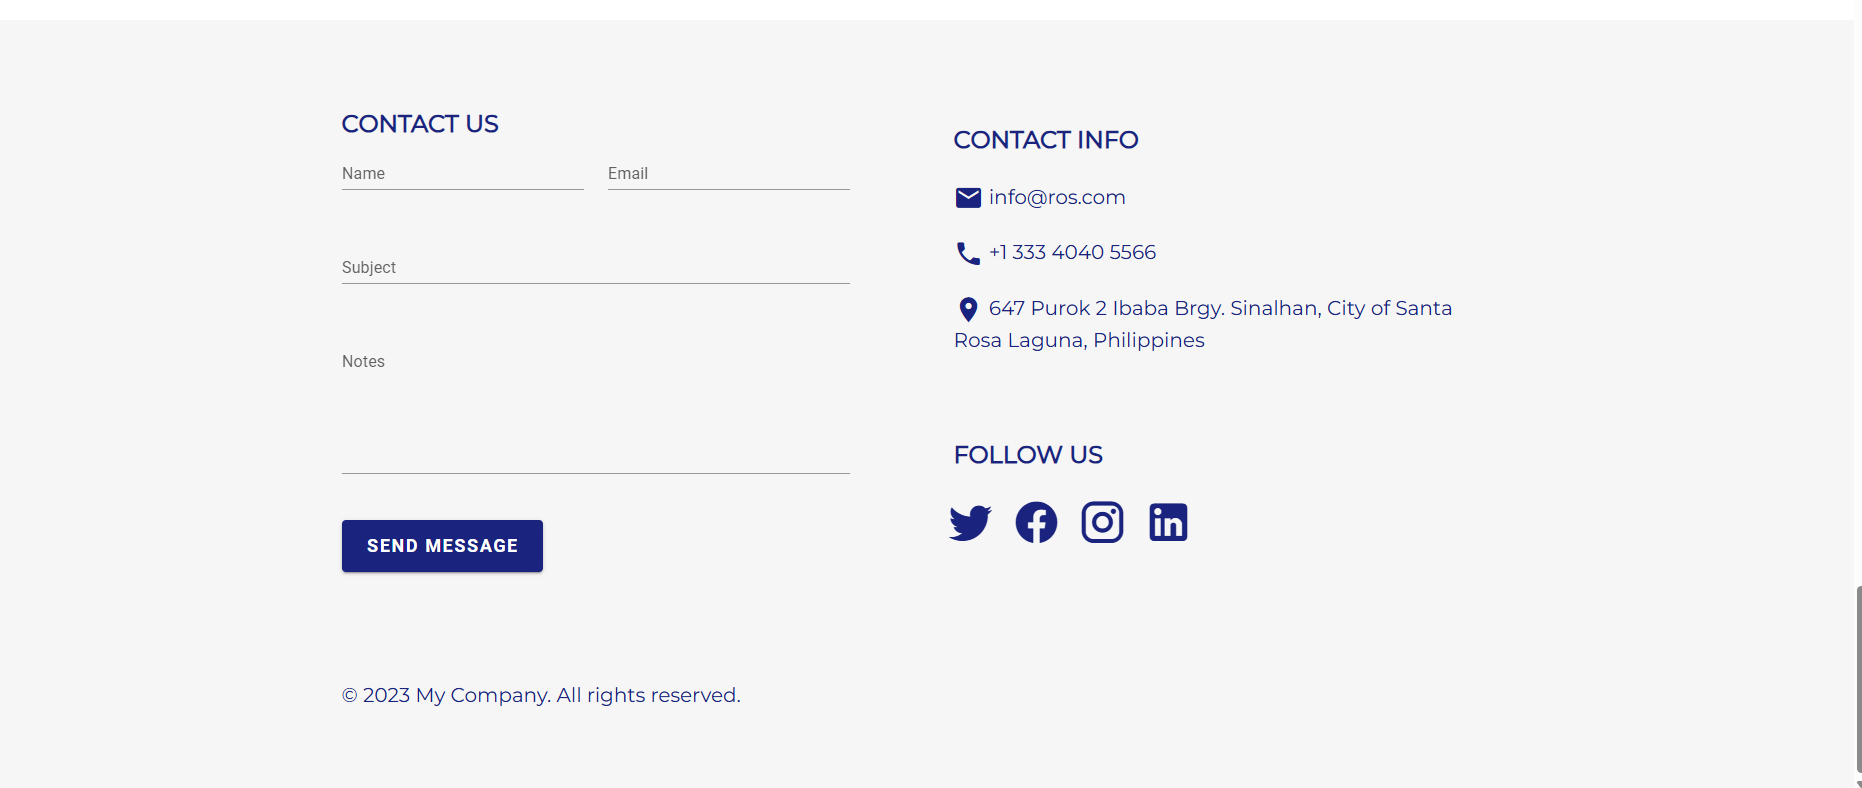 CONTACT US
Name
Email
Subject
Notes
SEND MESSAGE
CONTACT INFO
info@ros.com
+1 333 4040 5566
647 Purok 2 Ibaba Brgy. Sinalhan, City of Santa
Rosa Laguna, Philippines
FOLLOW US
© 2023 My Company. All rights reserved.